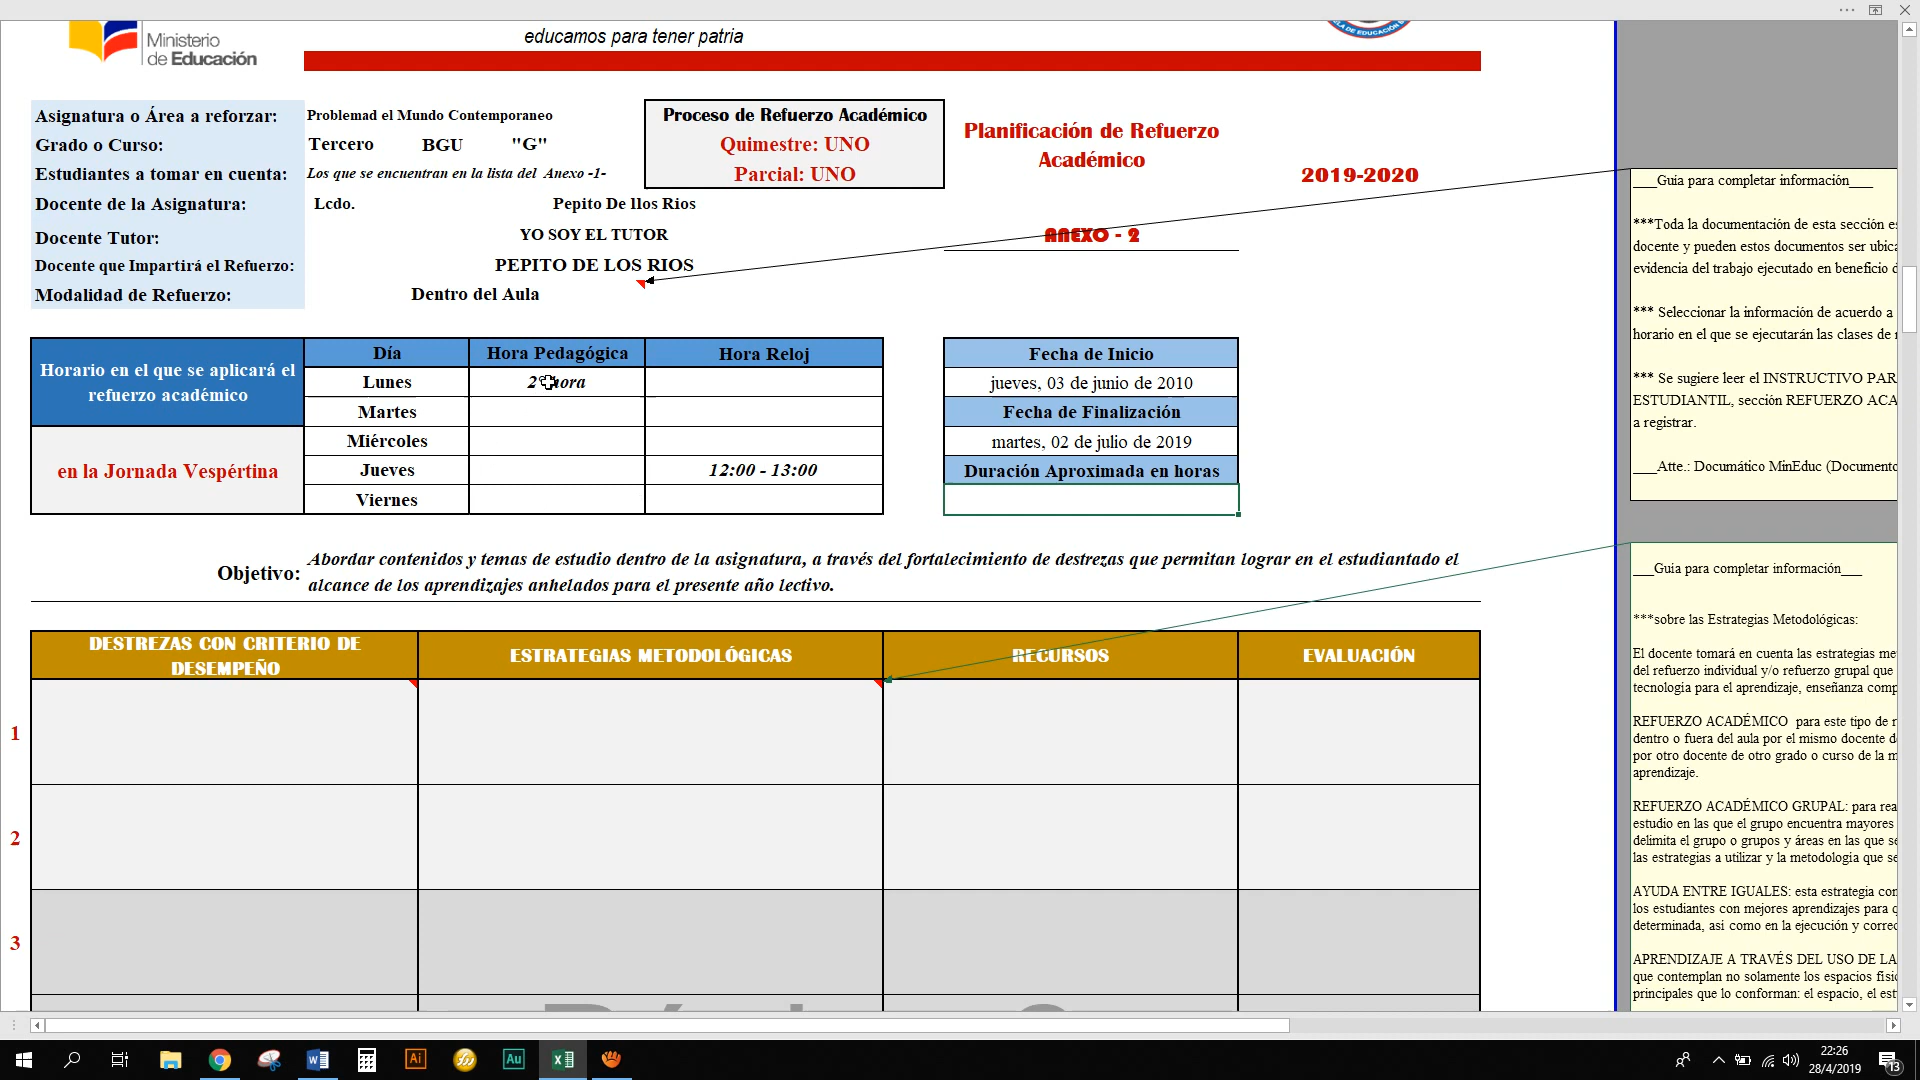 Ministerio
de Educación
educamos para tener patria
Asignatura o Área a reforzar: Problemad el Mundo Contemporaneo
Grado o Curso: Tercero BGU "G"
Estudiantes a tomar en cuenta: Los que se encuentran en la lista del Anexo -1-
Docente de la Asignatura: Lcdo. Pepito De llos Rios
Docente Tutor: YO SOY EL TUTOR
Docente que Impartirá el Refuerzo: PEPITO DE LOS RIOS
Modalidad de Refuerzo: Dentro del Aula
Proceso de Refuerzo Académico
Quimestre: UNO
Parcial: UNO
Planificación de Refuerzo
Académico
2019-2020
ANEXO - 2
Horario en el que se aplicará el
refuerzo académico
en la Jornada Vespértina
Día Hora Pedagógica Hora Reloj
Lunes 2 hora
Martes
Miércoles
Jueves 12:00 - 13:00
Viernes
Fecha de Inicio
jueves, 03 de junio de 2010
Fecha de Finalización
martes, 02 de julio de 2019
Duración Aproximada en horas
Objetivo: Abordar contenidos y temas de estudio dentro de la asignatura, a través del fortalecimiento de destrezas que permitan lograr en el estudiantado el
alcance de los aprendizajes anhelados para el presente año lectivo.
DESTREZAS CON CRITERIO DE
DESEMPEÑO
ESTRATEGIAS METODOLÓGICAS
RECURSOS
EVALUACIÓN
1
2
3
___Guia para completar información___
***Toda la documentación de esta sección
docente y pueden estos documentos ser
evidencia del trabajo ejecutado en beneficio
*** Seleccionar la información de acuerdo a
horario en el que se ejecutarán las clases de
*** Se sugiere leer el INSTRUCTIVO
ESTUDIANTIL, sección REFUERZO
a registrar.
___Atte.: Documático MinEduc
___Guia para completar información___
***sobre las Estrategias Metodológicas:
El docente tomará en cuenta las estrategias
del refuerzo individual y/o refuerzo grupal que
tecnologia para el aprendizaje, enseñanza
REFUERZO ACADÉMICO para este tipo de
dentro o fuera del aula por el mismo docente
por otro docente de otro grado o curso de la
aprendizaje.
REFUERZO ACADÉMICO GRUPAL: para
estudio en las que el grupo encuentra mayores
delimita el grupo o grupos y áreas en las que
las estrategias a utilizar y la metodologia que
AYUDA ENTRE IGUALES: esta estrategia
los estudiantes con mejores aprendizajes para
determinada, asi como en la ejecución y
APRENDIZAJE A TRAVÉS DEL USO DE LA
que contemplan no solamente los espacios
principales que lo conforman: el espacio, el
22:26
28/4/2019
13